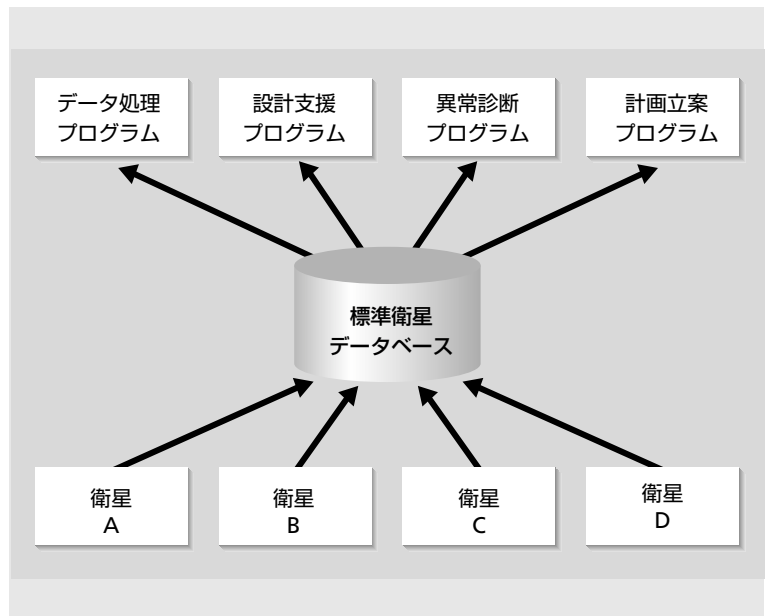 データ処理
プログラム
設計支援
プログラム
異常診断
プログラム
計画立案
プログラム
標準衛星
データベース
衛星
A
衛星
B
衛星
C
衛星
D